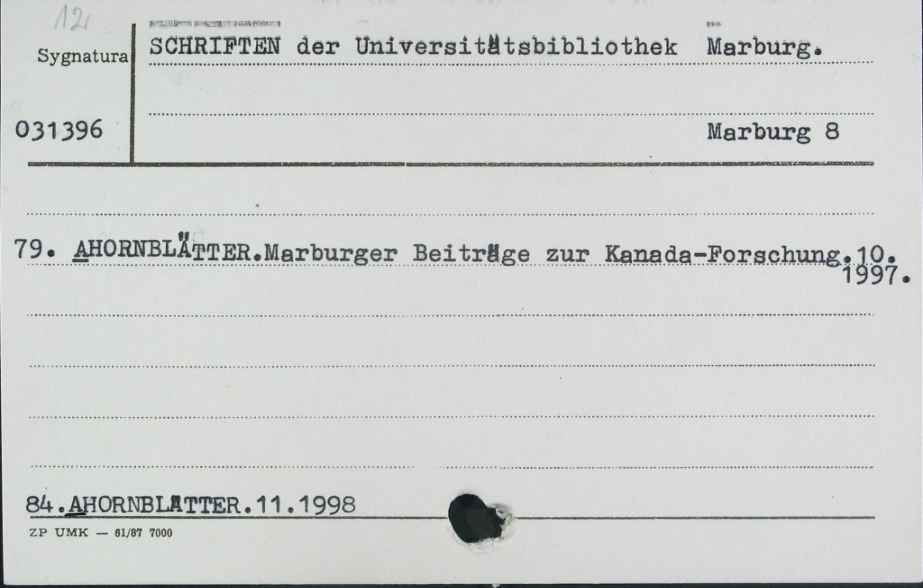 12
Sygnatura
SCHRIFTEN der Universitätsbibliothek Marburg.
031396
Marburg 8
79. AHORNBLÄTTER.Marburger Beiträge zur Kanada-Forschung.10.
1997.
84.AHORNBLÄTTER.11.1998
ZP UMK — 61/87 7000